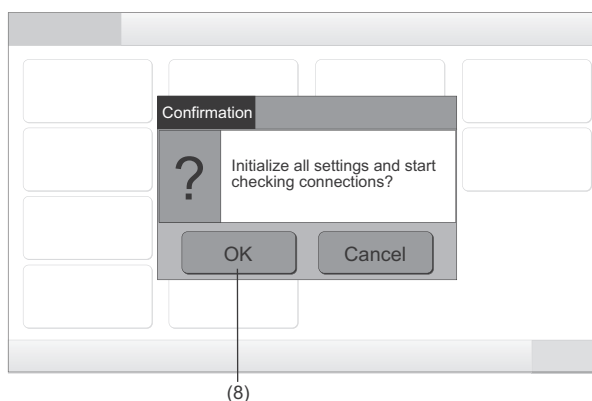 Confirmation
?
Initialize all settings and start
checking connections?
OK
Cancel
(8)